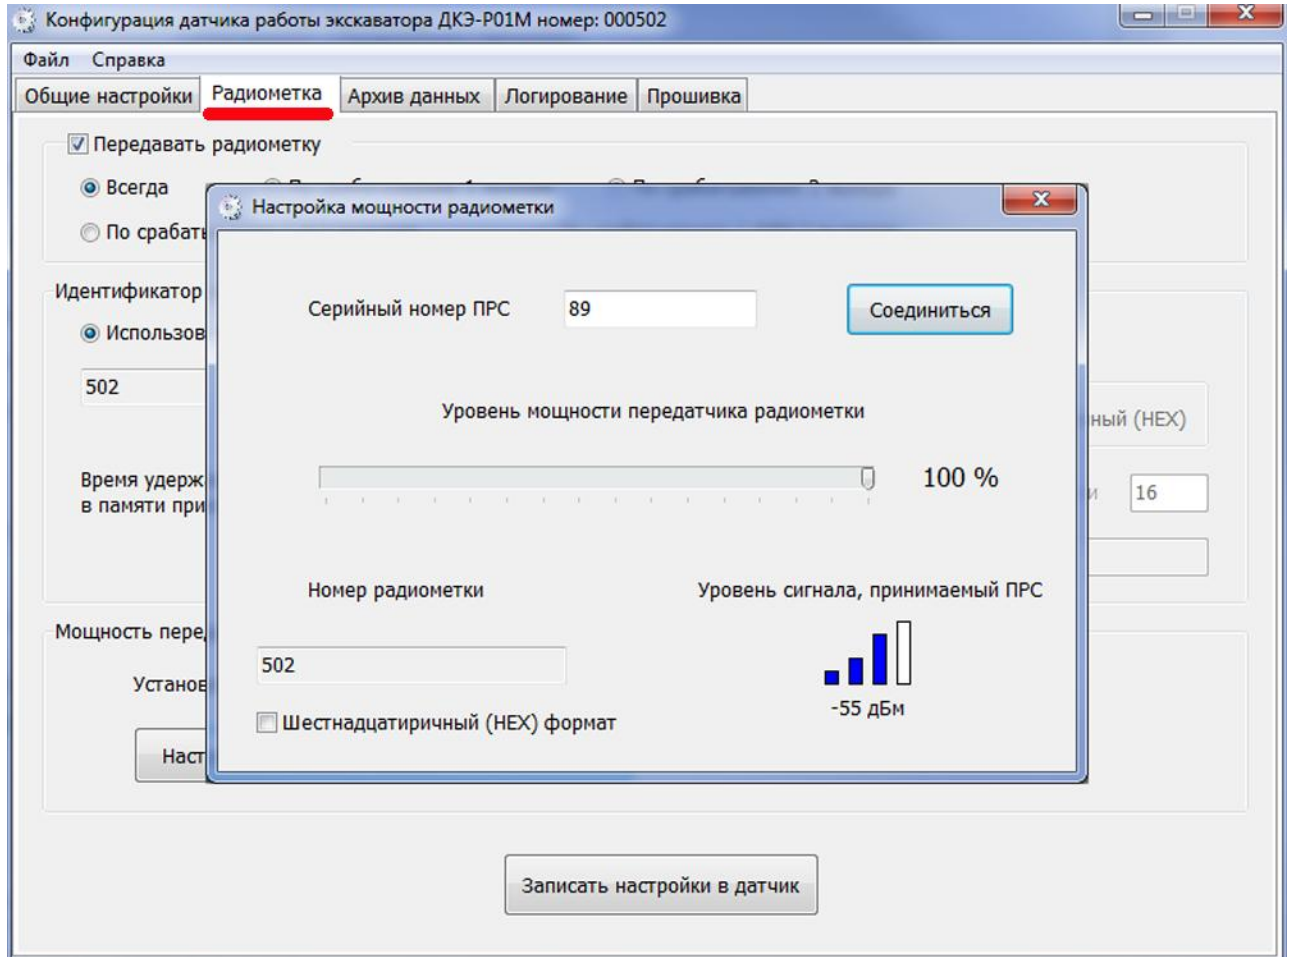 Конфигурация датчика работы экскаватора ДКЭ-Р01М номер: 000502
Файл Справка
Общие настройки Радиометка Архив данных Логирование Прошивка
Передавать радиометку
Всегда
По срабаты
Настройка мощности радиометки
Идентификатор
Использов
502
Серийный номер ПРС 89 Соединиться
Уровень мощности передатчика радиометки
100 %
ный (HEX)
Время удерж
в памяти при
и 16
Номер радиометки
Уровень сигнала, принимаемый ПРС
502
-55 дБм
Шестнадцатиричный (HEX) формат
Мощность пере
Установ
Наст
Записать настройки в датчик